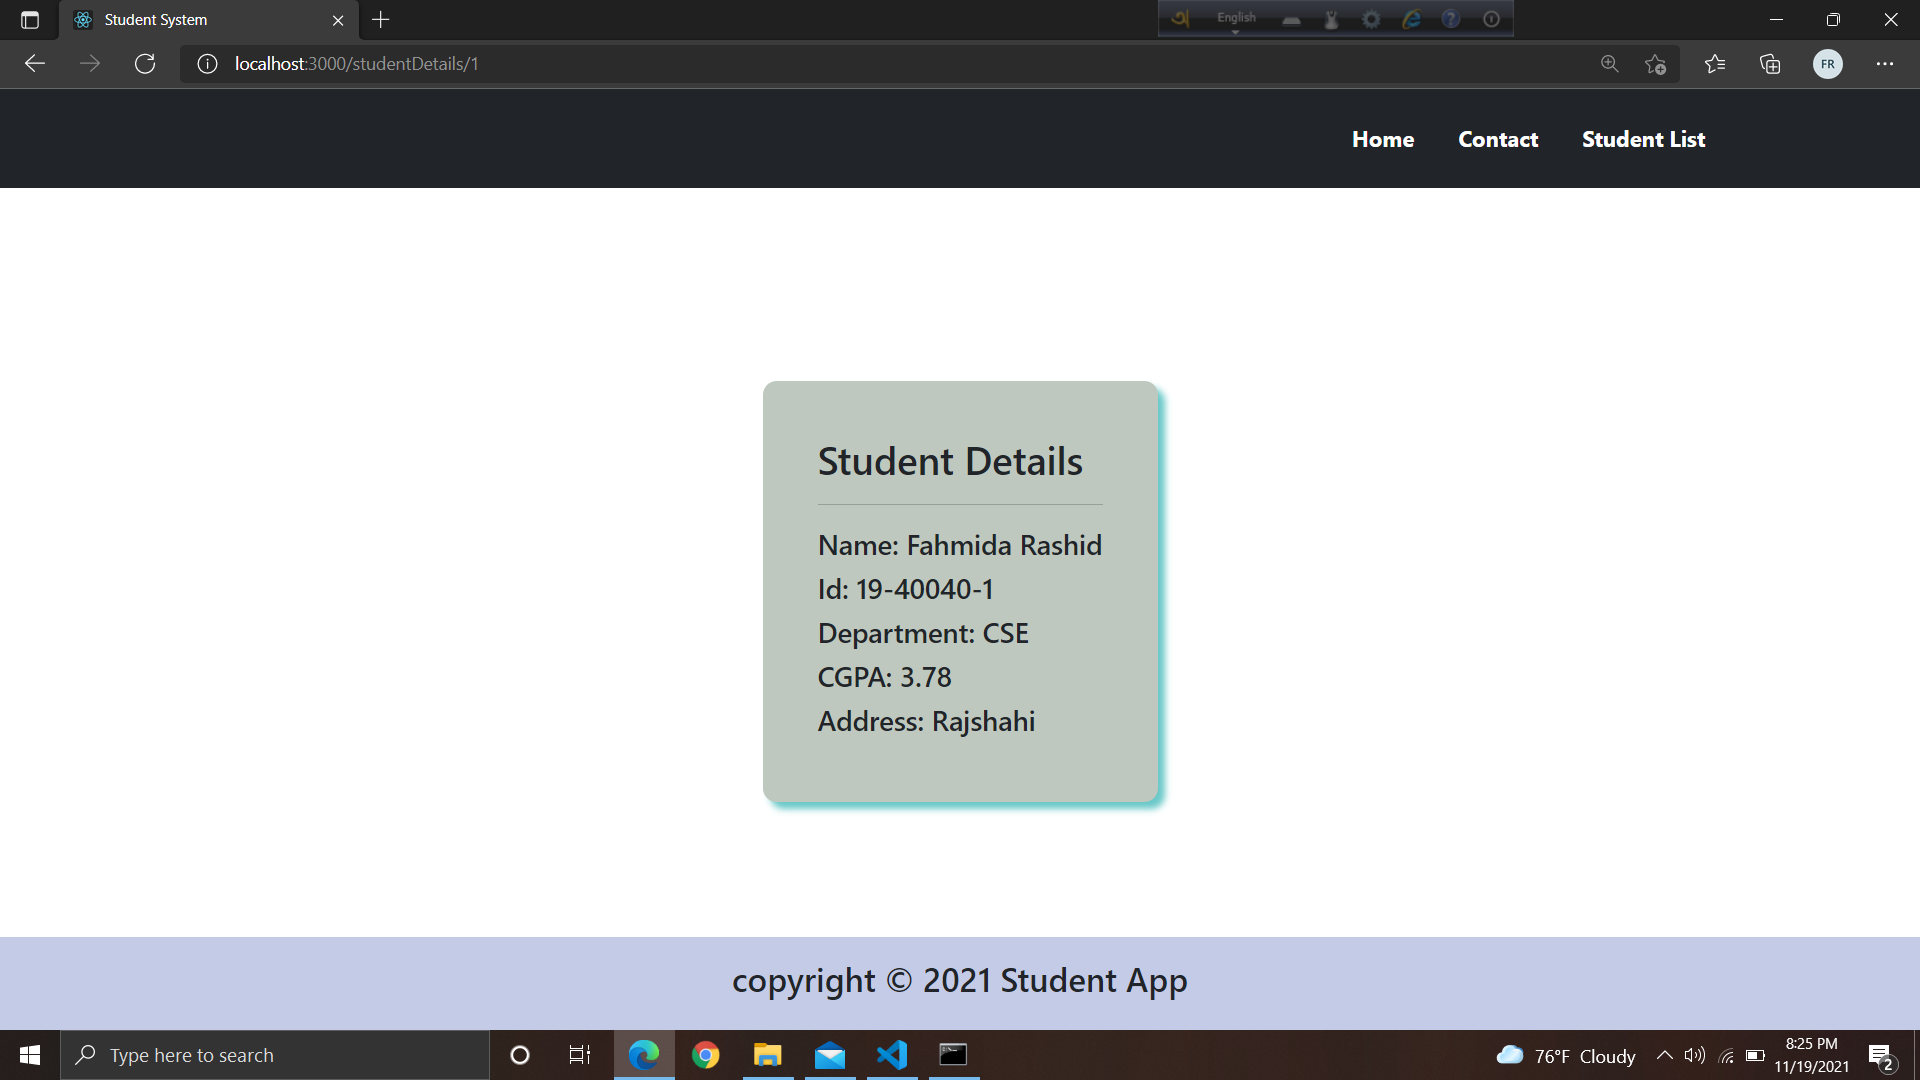 Student System
অ English
localhost:3000/studentDetails/1
FR
Home Contact Student List
Student Details
Name: Fahmida Rashid
Id: 19-40040-1
Department: CSE
CGPA: 3.78
Address: Rajshahi
copyright © 2021 Student App
Type here to search
76°F Cloudy
8:25 PM
11/19/2021
2